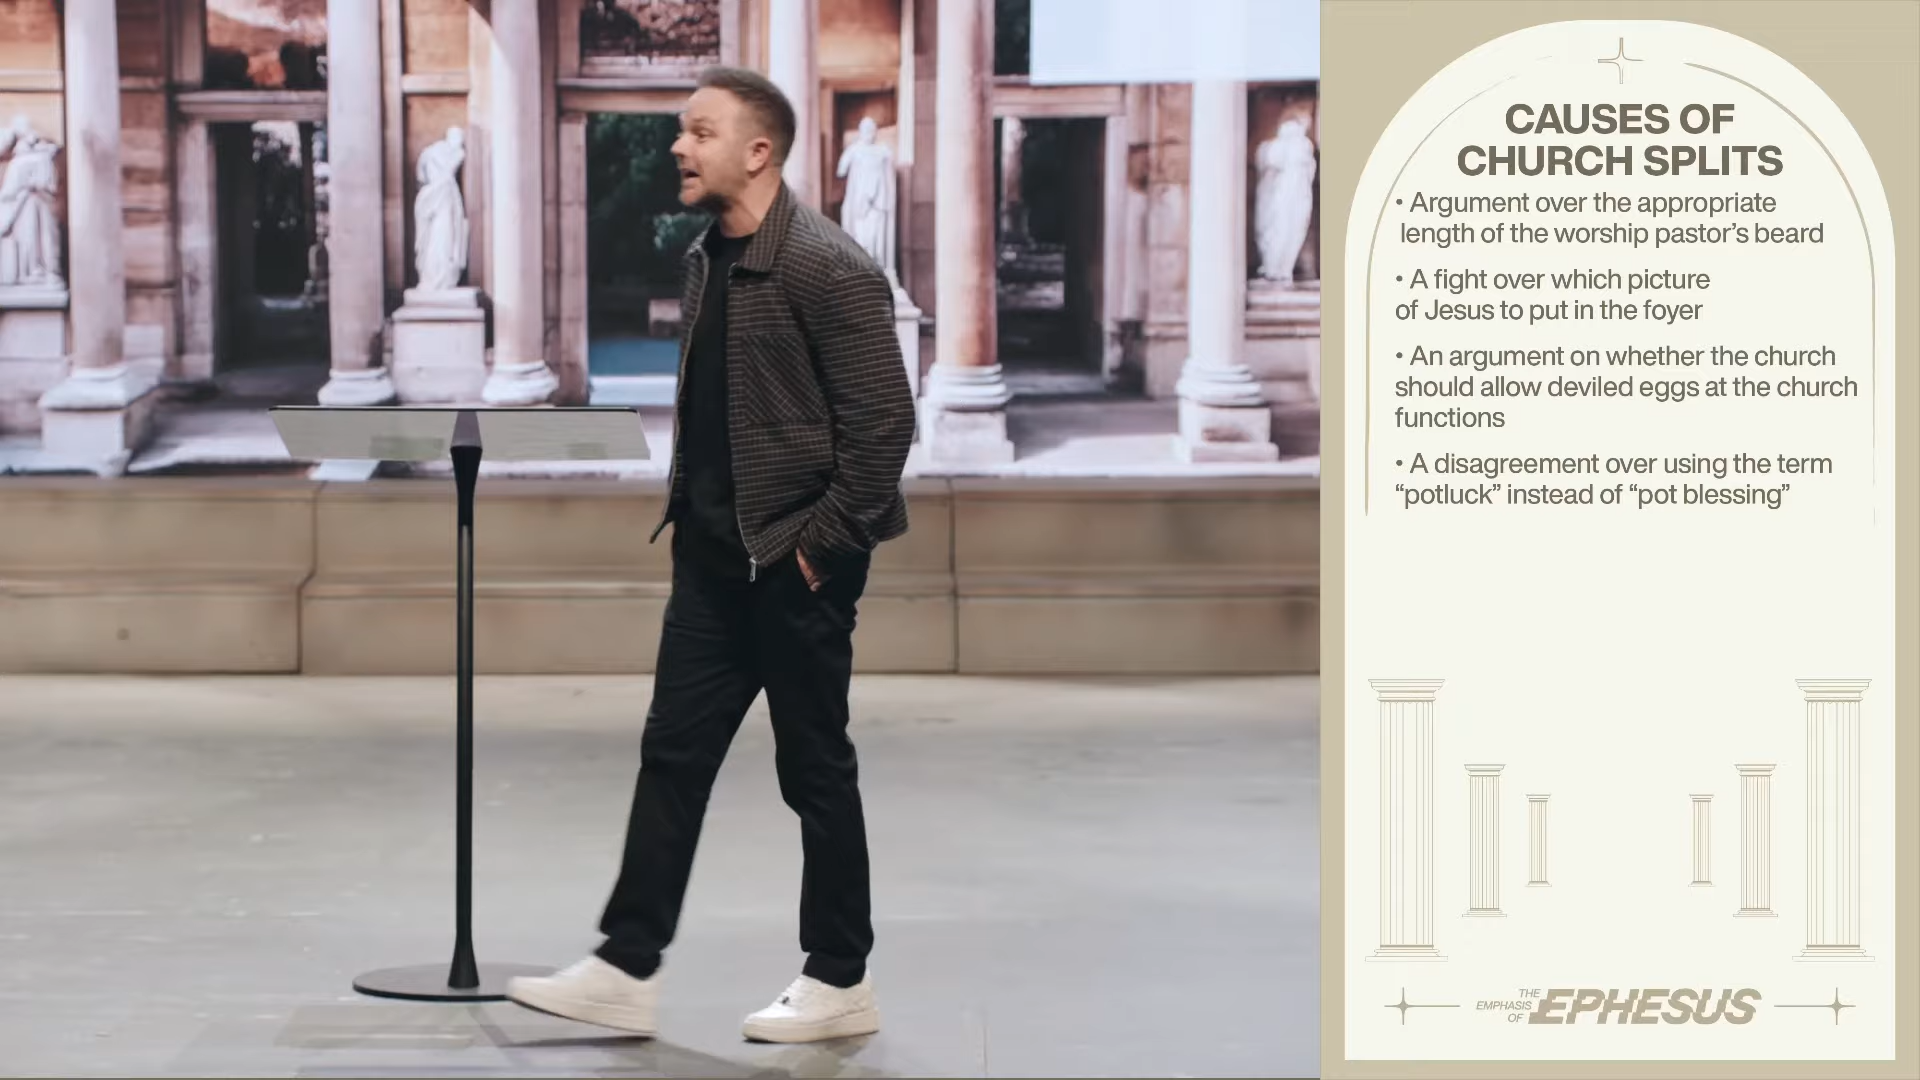 CAUSES OF
CHURCH SPLITS
• Argument over the appropriate
length of the worship pastor’s beard
• A fight over which picture
of Jesus to put in the foyer
• An argument on whether the church
should allow deviled eggs at the church
functions
• A disagreement over using the term
“potluck” instead of “pot blessing”
THE
EMPHASIS
OF
EPHESUS